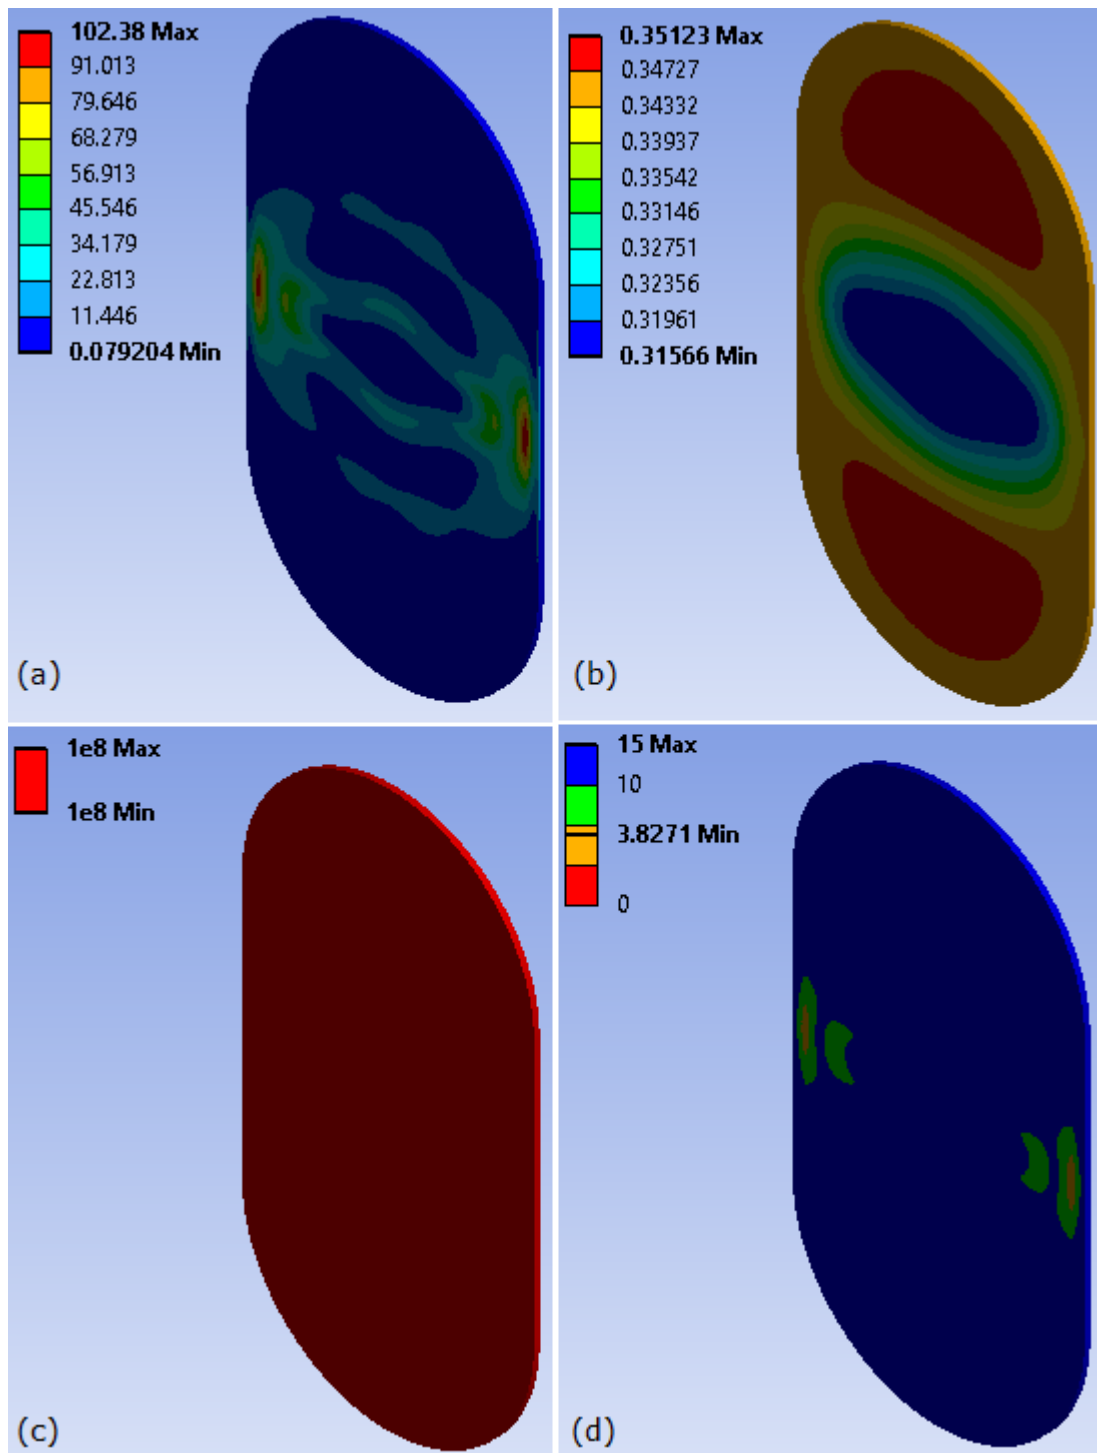 102.38 Max
91.013
79.646
68.279
56.913
45.546
34.179
22.813
11.446
0.079204 Min
(a)
0.35123 Max
0.34727
0.34332
0.33937
0.33542
0.33146
0.32751
0.32356
0.31961
0.31566 Min
(b)
1e8 Max
1e8 Min
(c)
15 Max
10
3.8271 Min
0
(d)